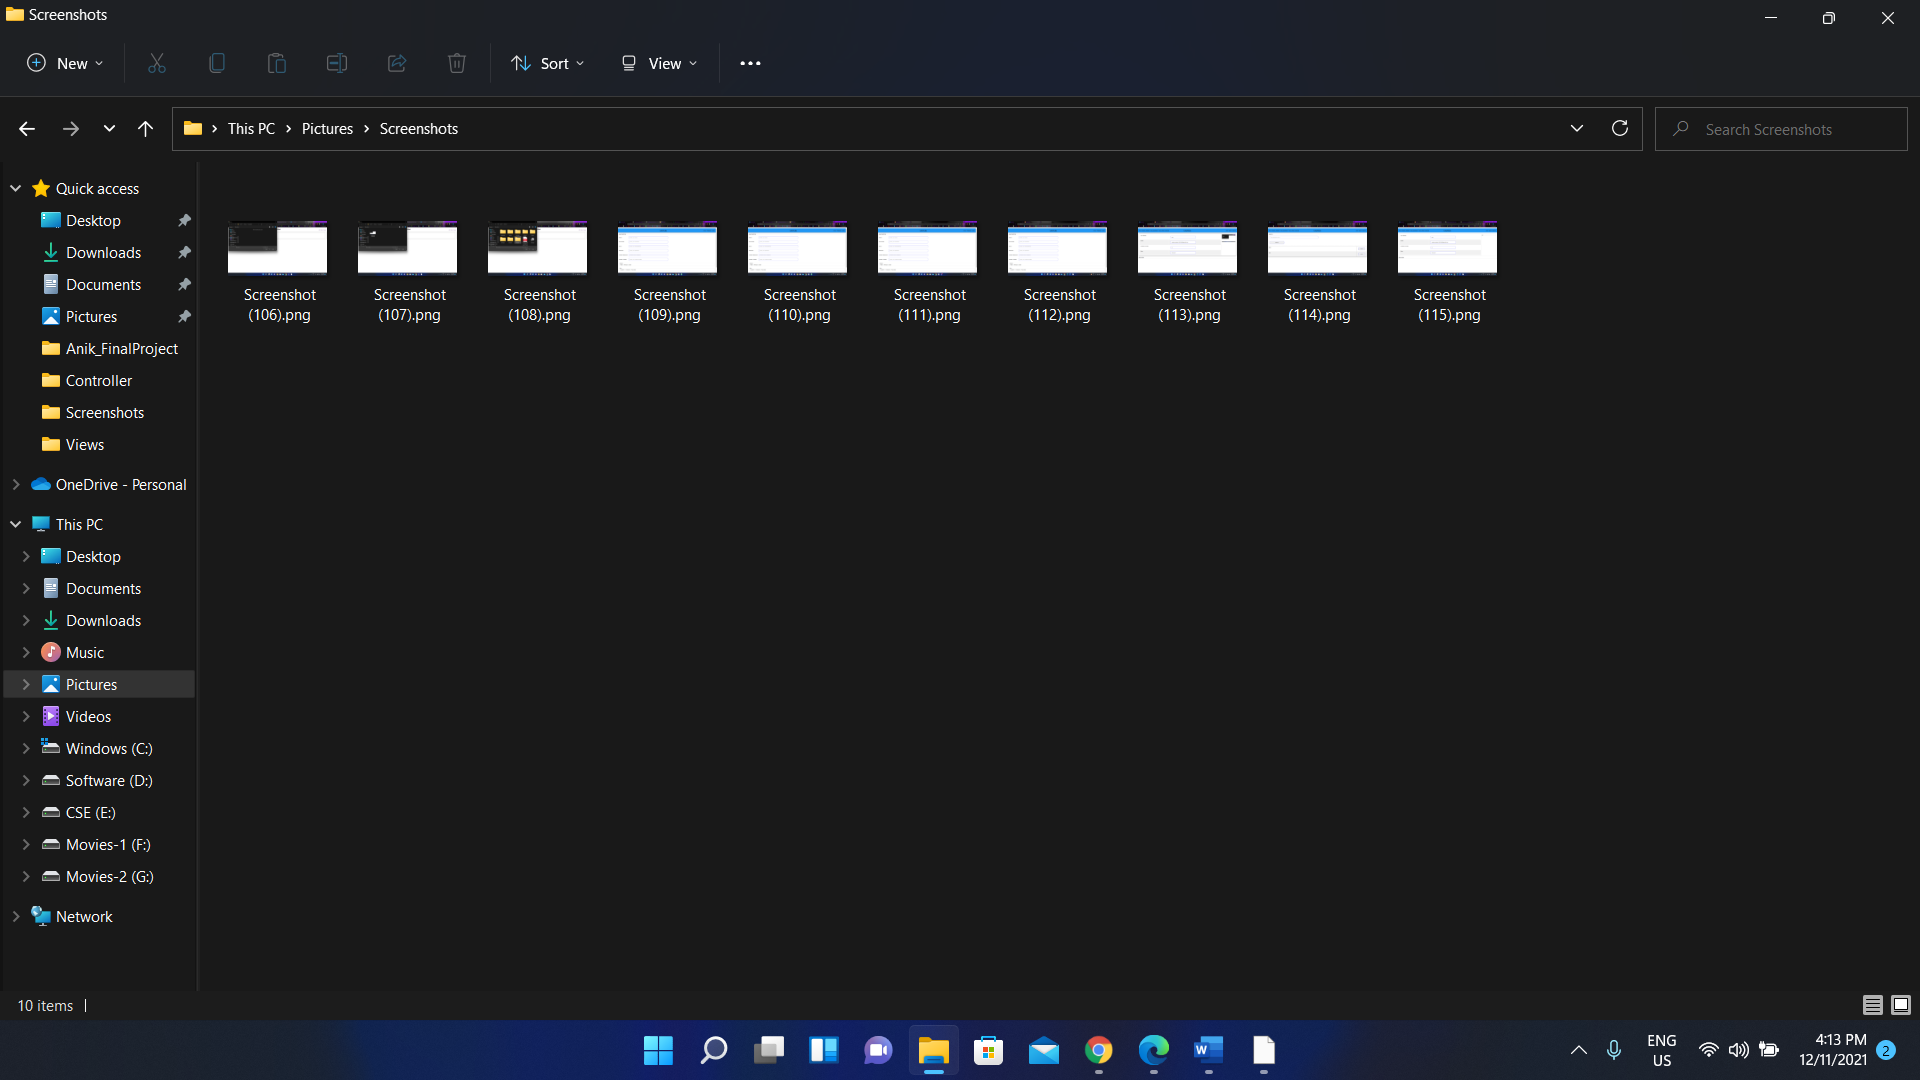 Screenshots
New
Sort
View
This PC
Pictures
Screenshots
Search Screenshots
Quick access
Desktop
Downloads
Documents
Pictures
Anik_FinalProject
Controller
Screenshots
Views
OneDrive - Personal
This PC
Desktop
Documents
Downloads
Music
Pictures
Videos
Windows (C:)
Software (D:)
CSE (E:)
Movies-1 (F:)
Movies-2 (G:)
Network
Screenshot
(106).png
Screenshot
(107).png
Screenshot
(108).png
Screenshot
(109).png
Screenshot
(110).png
Screenshot
(111).png
Screenshot
(112).png
Screenshot
(113).png
Screenshot
(114).png
Screenshot
(115).png
10 items
W
ENG
US
4:13 PM
12/11/2021
2